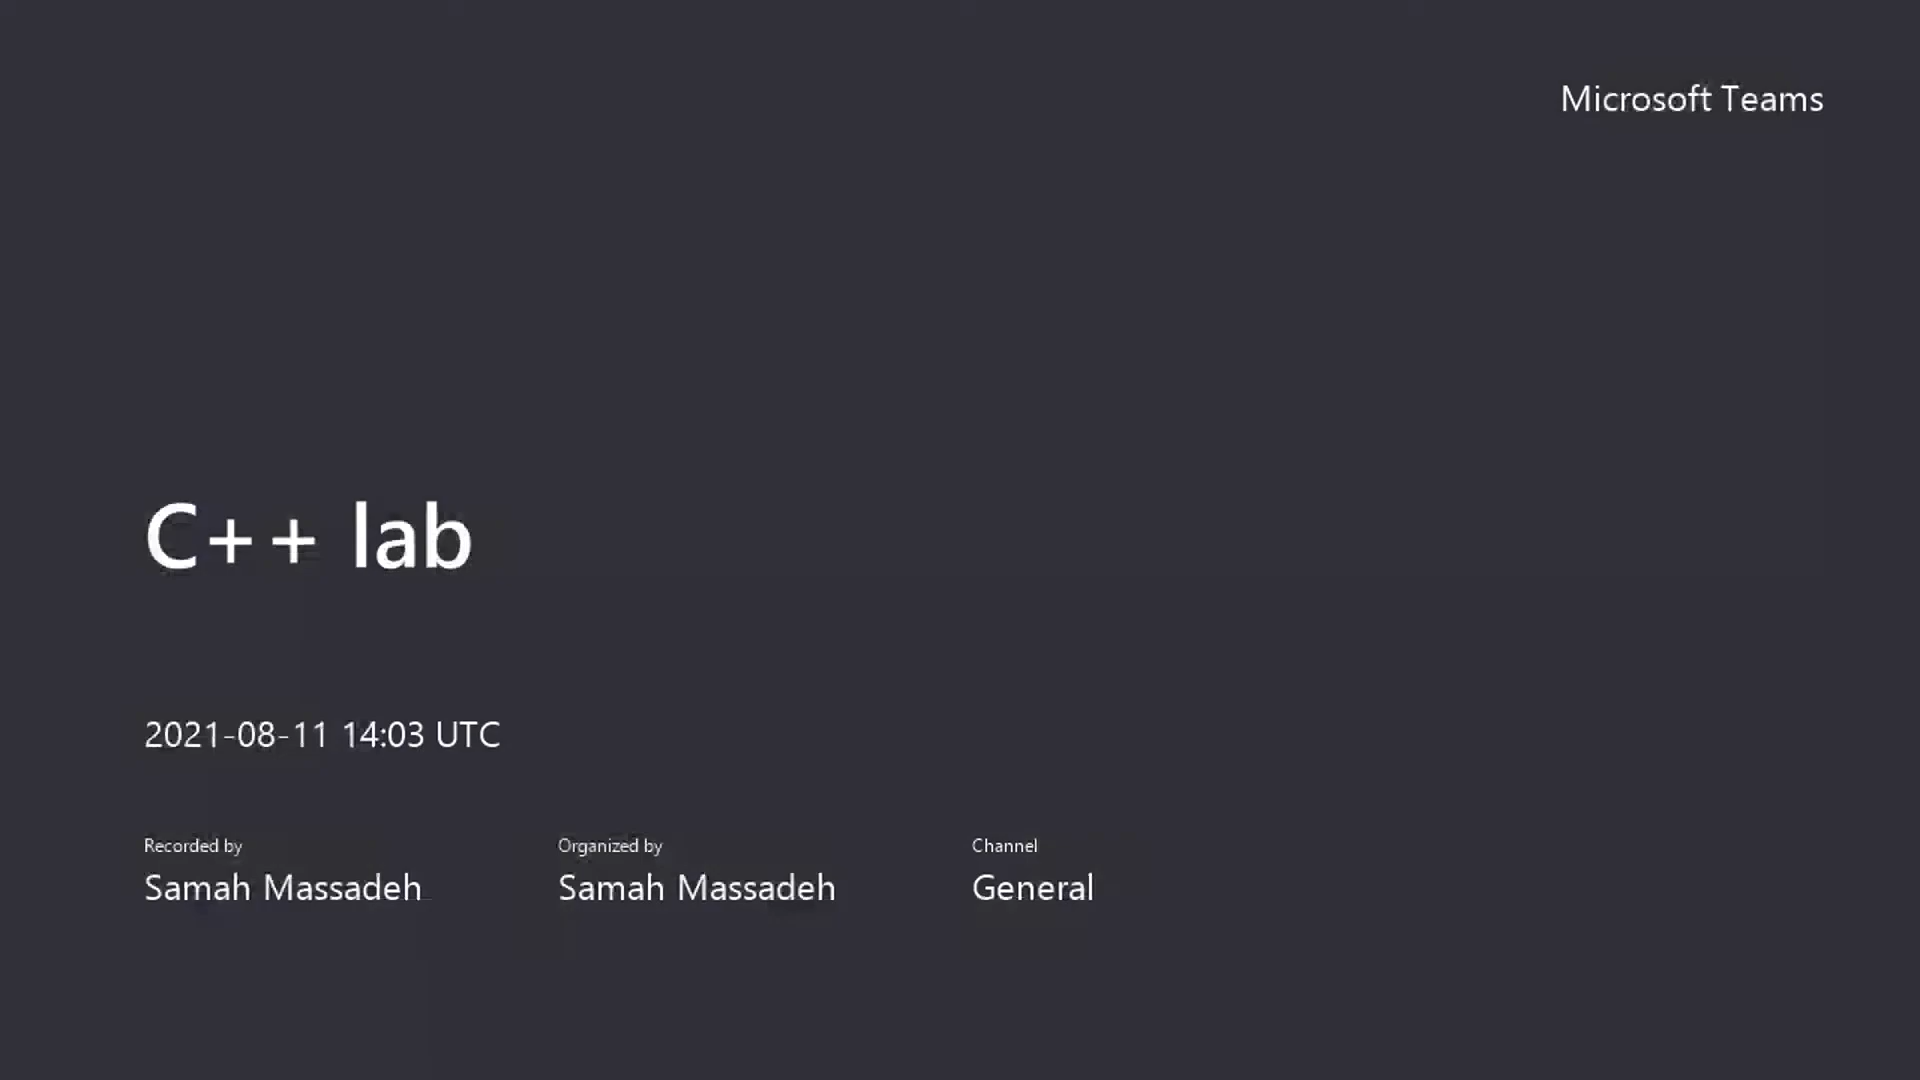 Microsoft Teams
C++ lab
2021-08-11 14:03 UTC
Recorded by
Samah Massadeh
Organized by
Samah Massadeh
Channel
General